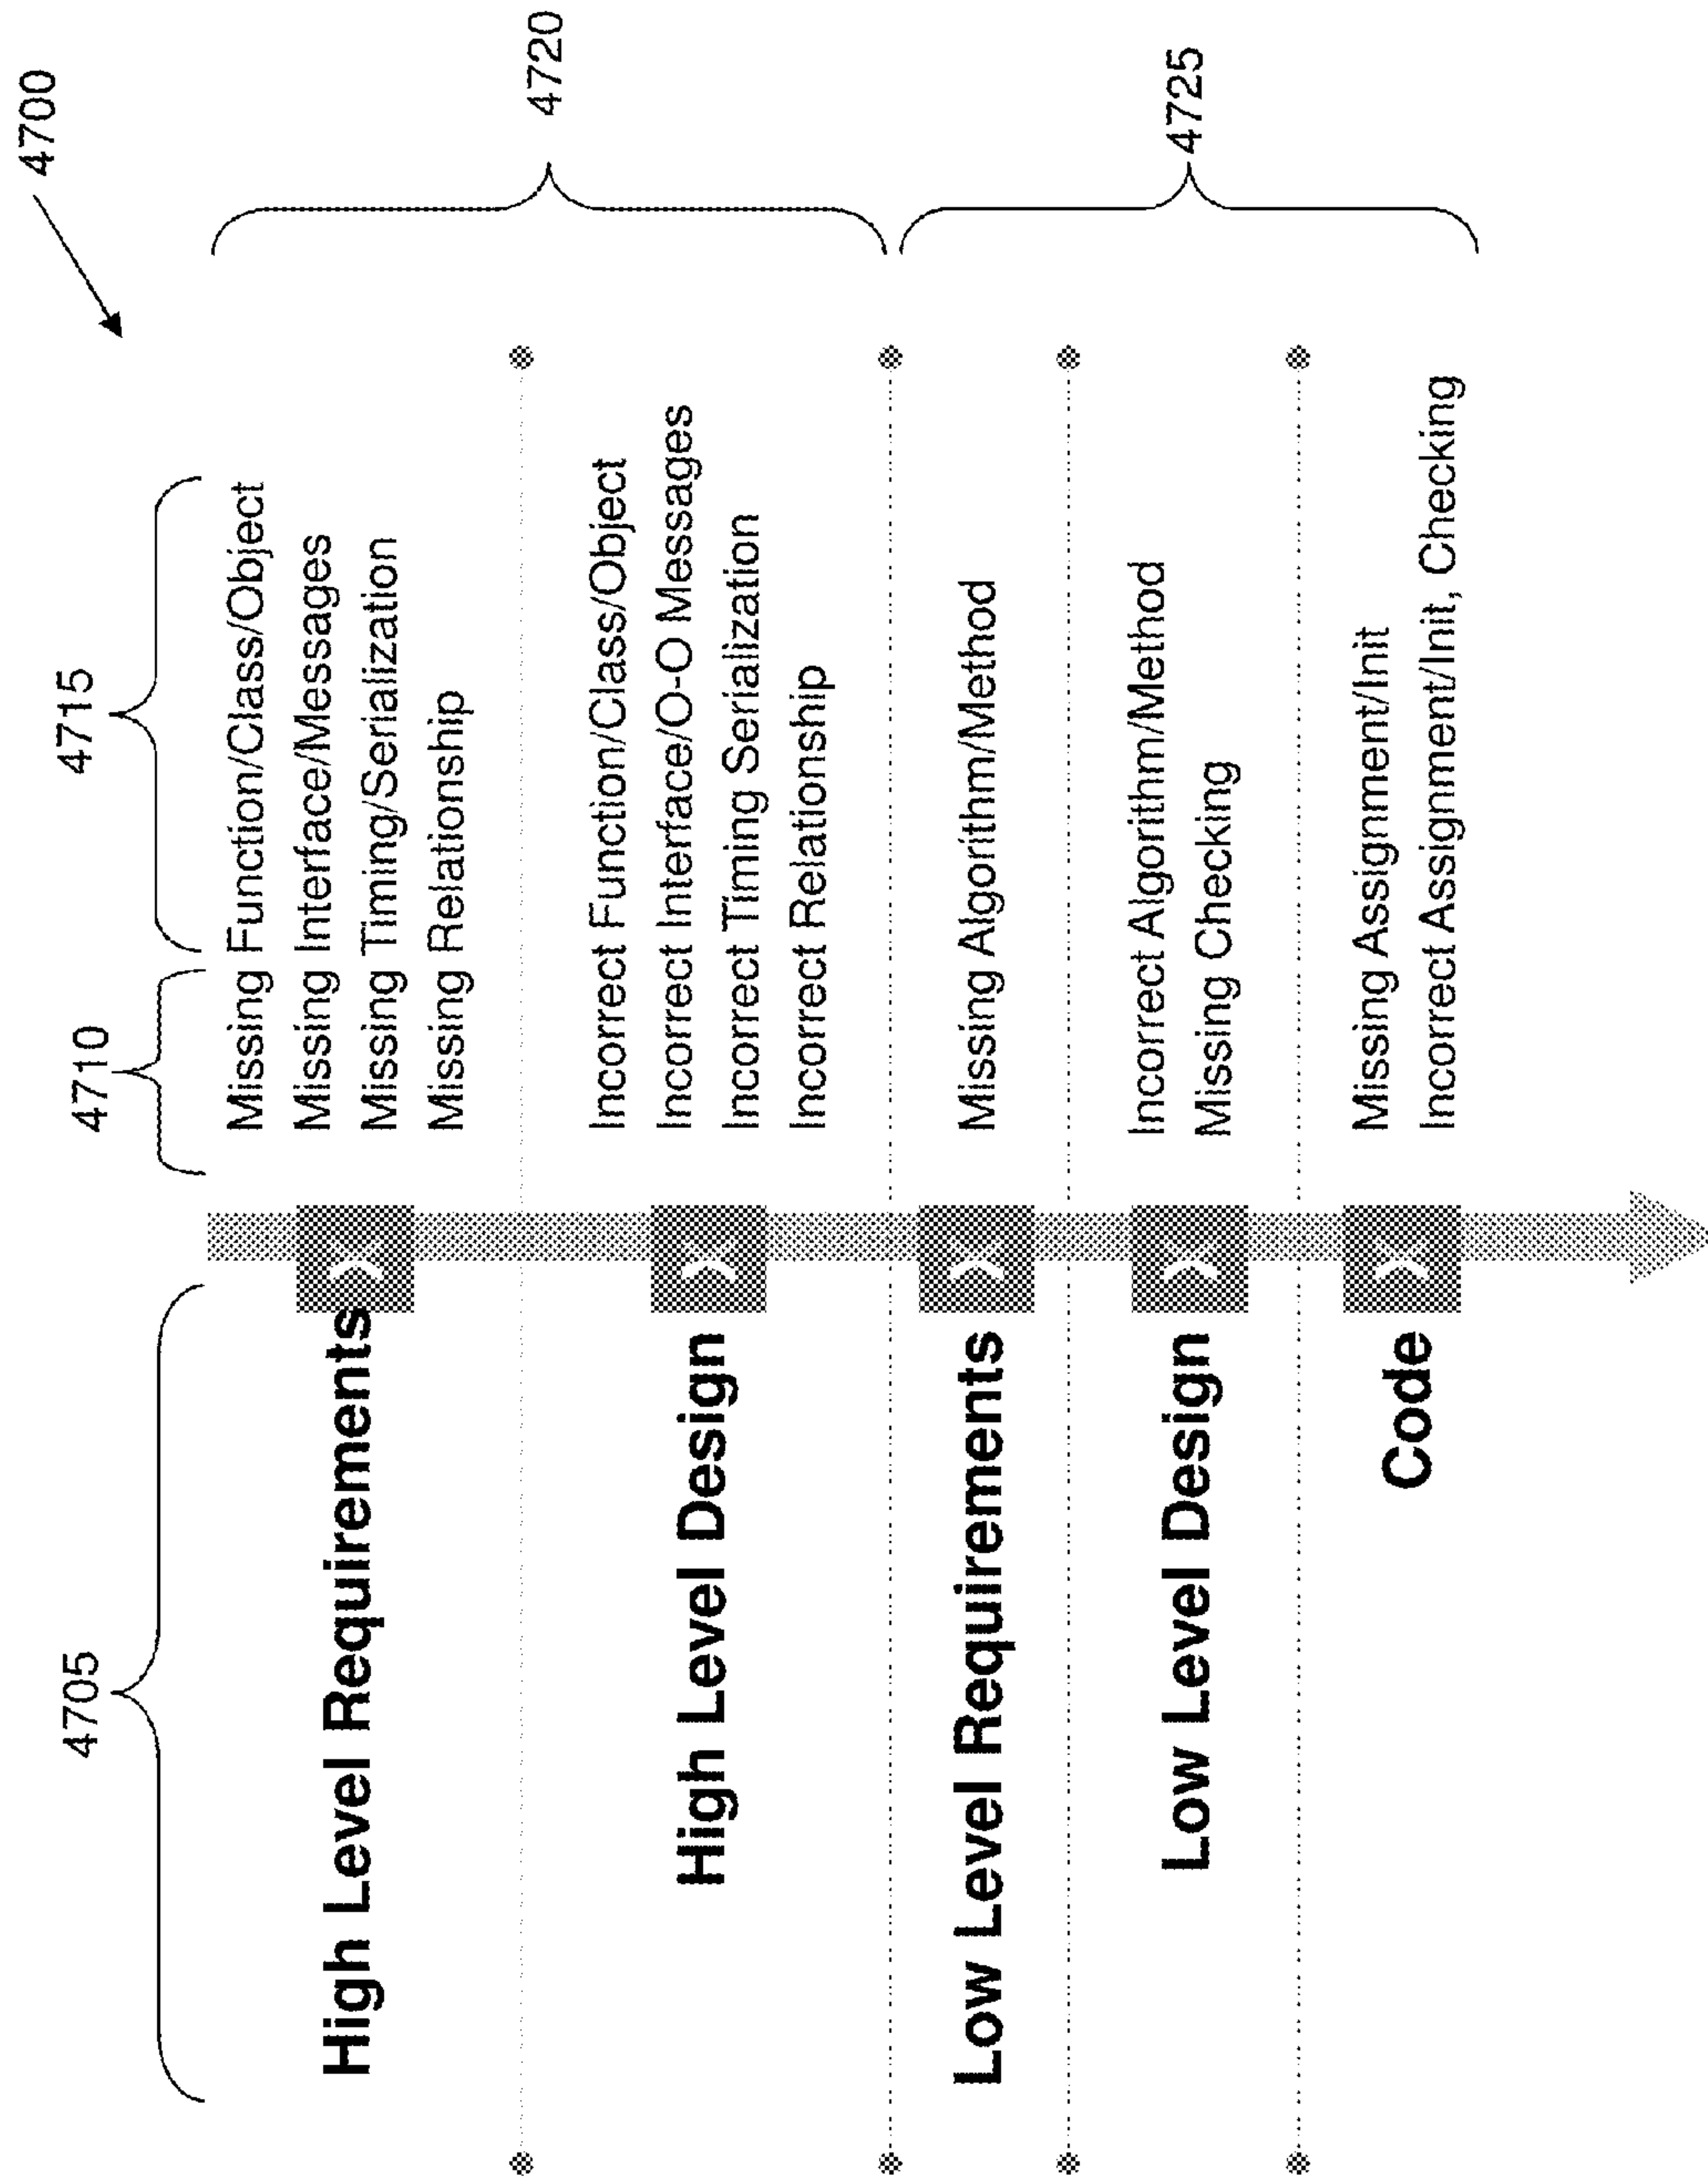 4700
4705
4710
4715
High Level Requirements
Missing Function/Class/Object
Missing Interface/Messages
Missing Timing/Serialization
Missing Relationship
4720
High Level Design
Incorrect Function/Class/Object
Incorrect Interface/O-O Messages
Incorrect Timing Serialization
Incorrect Relationship
Low Level Requirements
Missing Algorithm/Method
4725
Low Level Design
Incorrect Algorithm/Method
Missing Checking
Code
Missing Assignment/Init
Incorrect Assignment/Init, Checking